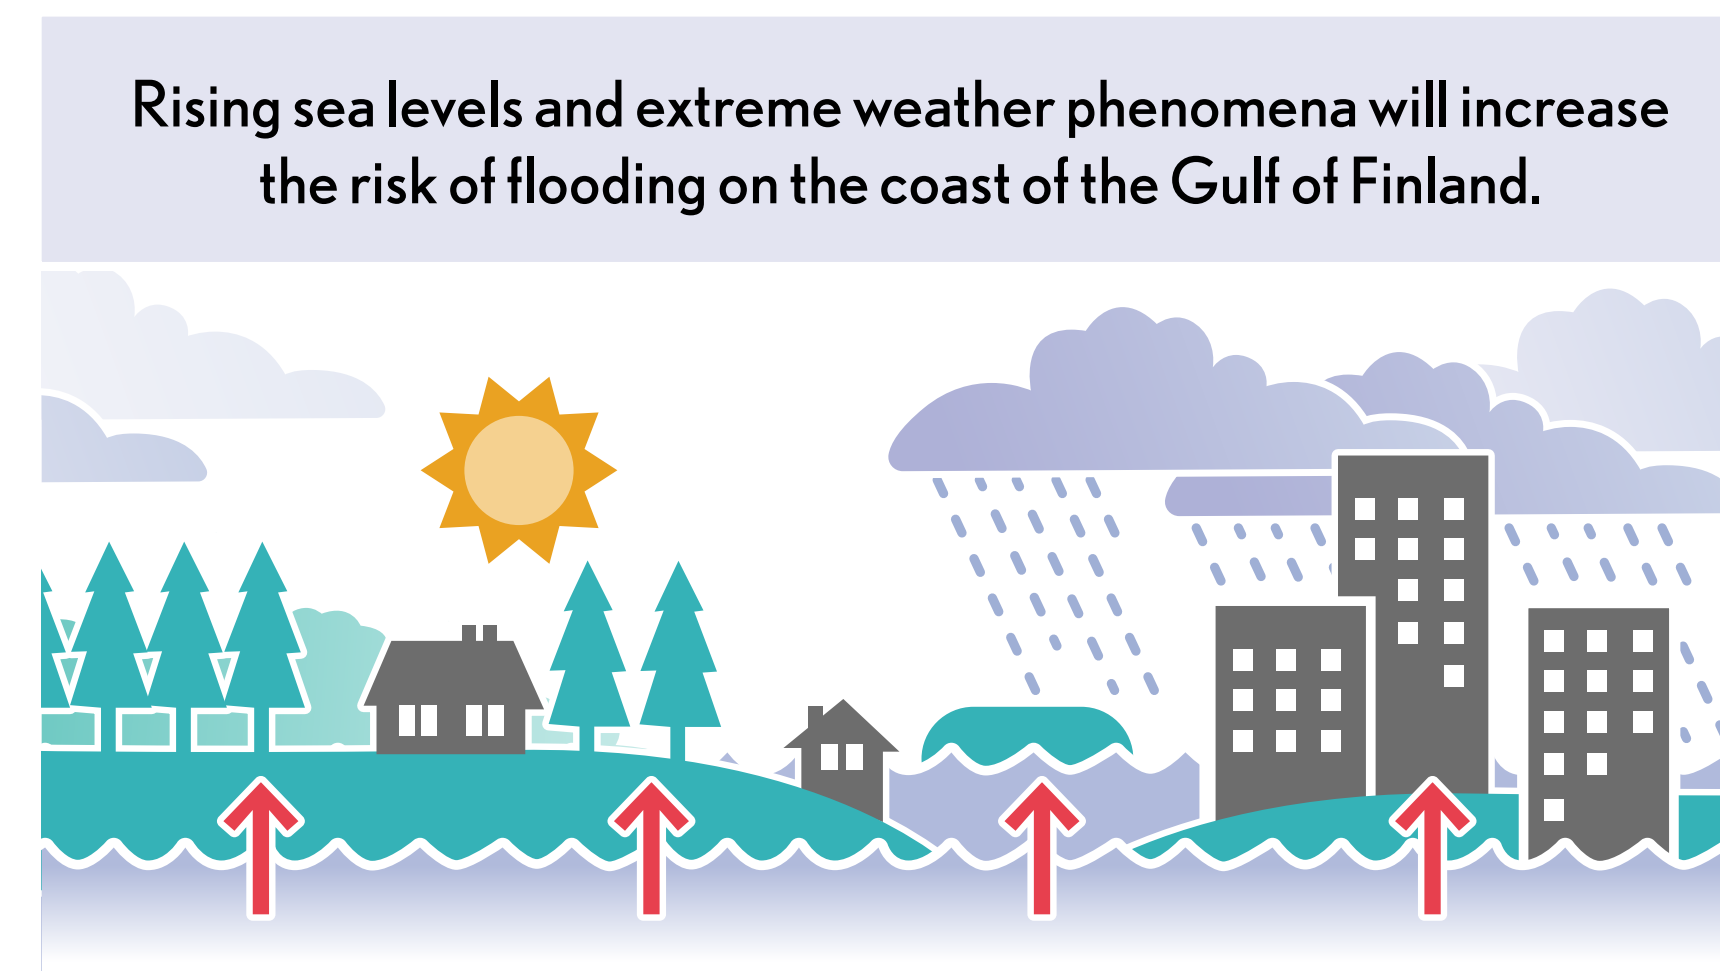 Rising sea levels and extreme weather phenomena will increase
the risk of flooding on the coast of the Gulf of Finland.